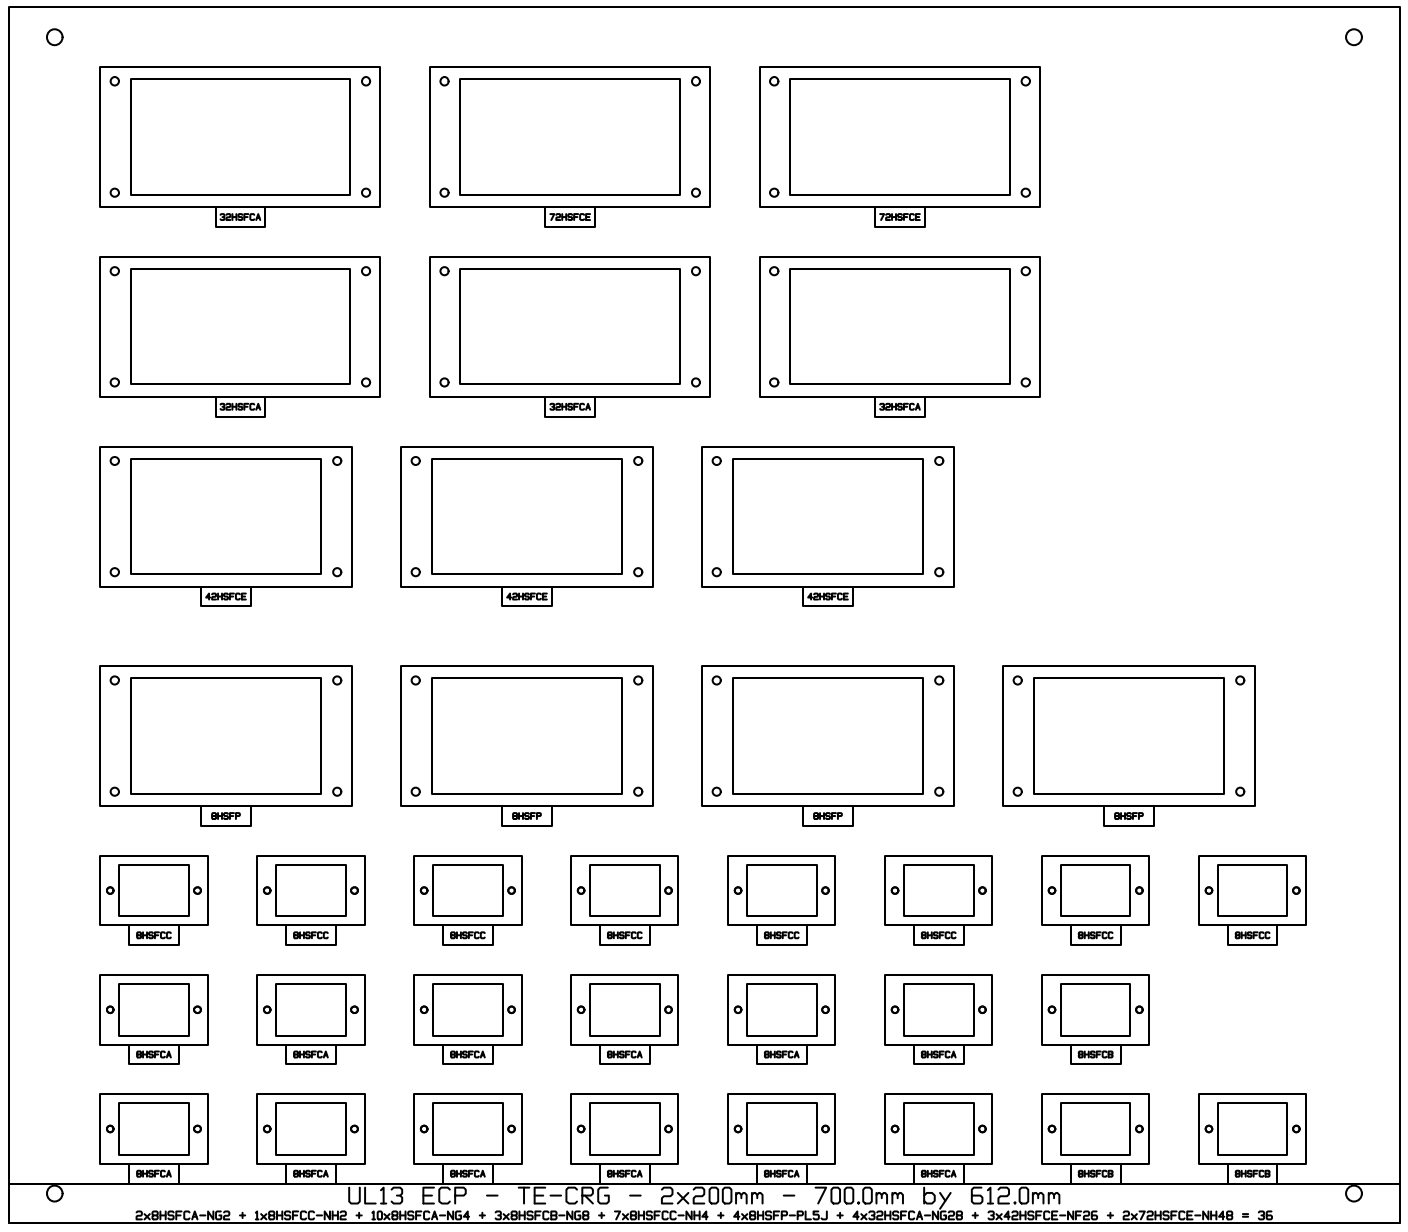 32HSFCA 72HSFCE 72HSFCE
32HSFCA 32HSFCA 32HSFCA
42HSFCE 42HSFCE 42HSFCE
8HSFP 8HSFP 8HSFP 8HSFP
8HSFCC 8HSFCC 8HSFCC 8HSFCC 8HSFCC 8HSFCC 8HSFCC 8HSFCC
8HSFCA 8HSFCA 8HSFCA 8HSFCA 8HSFCA 8HSFCA 8HSFCB
8HSFCA 8HSFCA 8HSFCA 8HSFCA 8HSFCA 8HSFCA 8HSFCB 8HSFCB
UL13 ECP - TE-CRG - 2x200mm - 700.0mm by 612.0mm
2x8HSFCA-NG2 + 1x8HSFCC-NH2 + 10x8HSFCA-NG4 + 3x8HSFCB-NG8 + 7x8HSFCC-NH4 + 4x8HSFP-PL5J + 4x32HSFCA-NG28 + 3x42HSFCE-NF26 + 2x72HSFCE-NH48 = 36